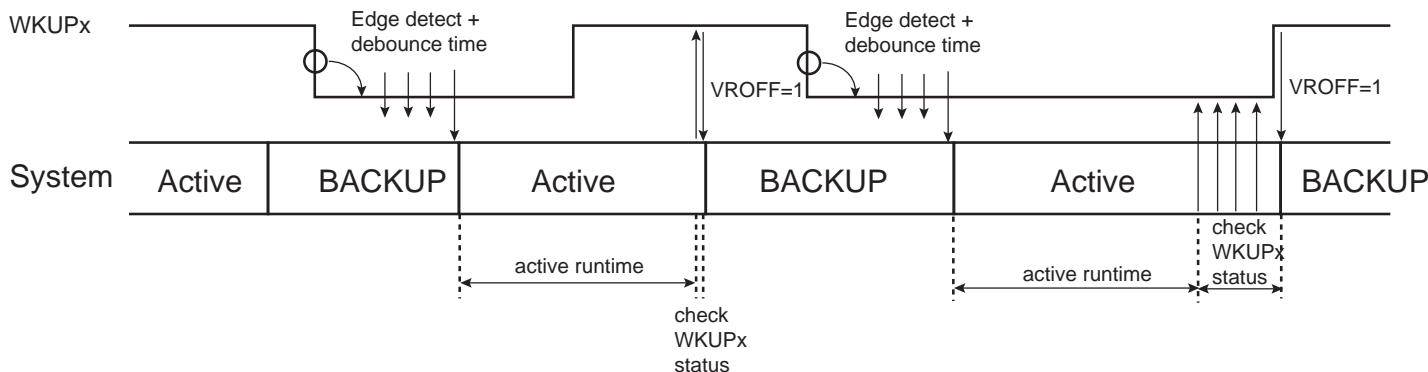 WKUPx
Edge detect +
debounce time
VROFF=1
Edge detect +
debounce time
VROFF=1
System
Active
BACKUP
Active
BACKUP
Active
BACKUP
active runtime
check
WKUPx
status
active runtime
check
WKUPx
status